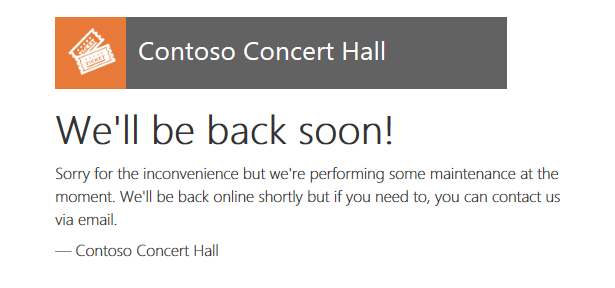 TICKET
Contoso Concert Hall
We'll be back soon!
Sorry for the inconvenience but we're performing some maintenance at the
moment. We'll be back online shortly but if you need to, you can contact us
via email.
— Contoso Concert Hall